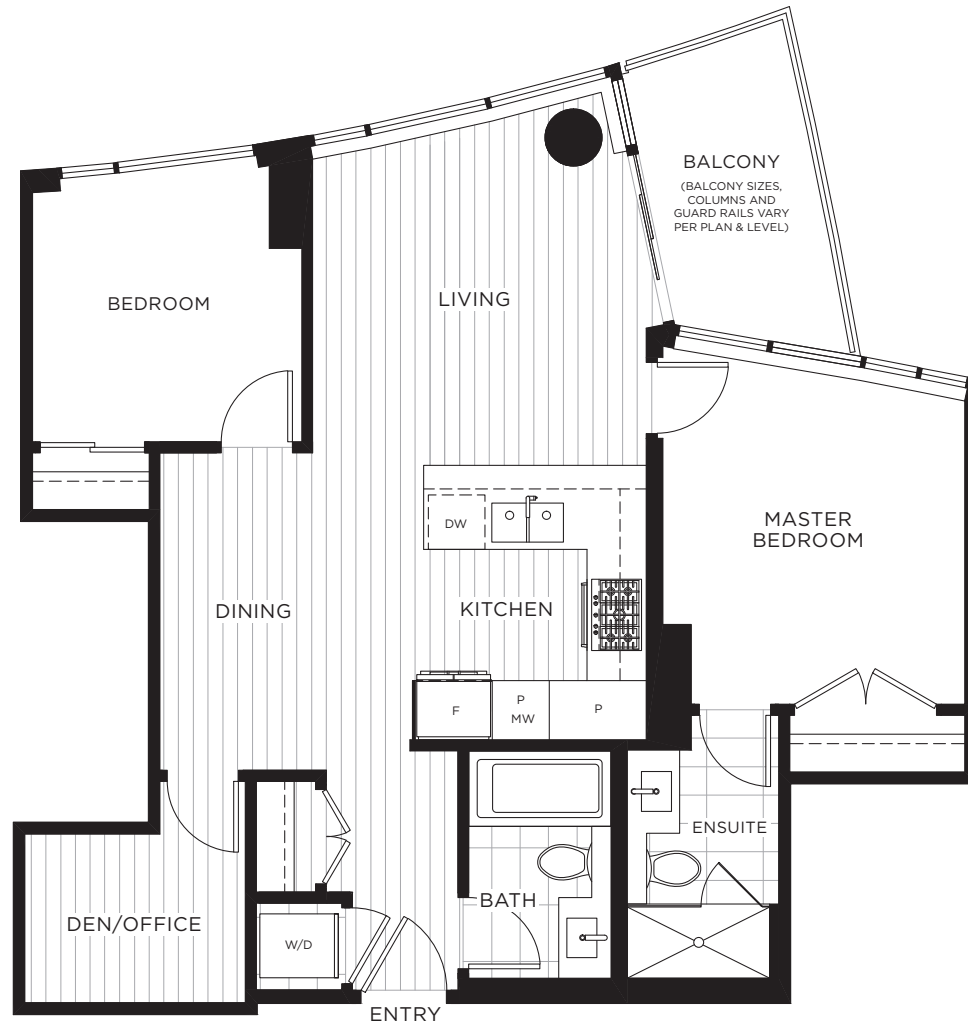 BALCONY
(BALCONY SIZES,
COLUMNS AND
GUARD RAILS VARY
PER PLAN & LEVEL)
BEDROOM
LIVING
DW
MASTER
BEDROOM
DINING
KITCHEN
F
P
MW
P
ENSUITE
BATH
DEN/OFFICE
W/D
ENTRY